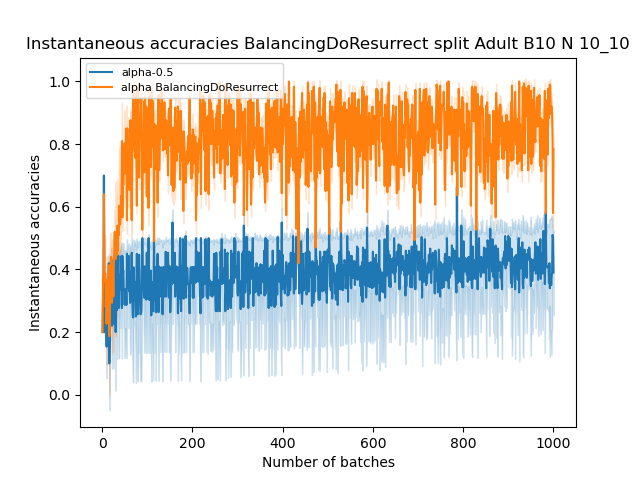 Instantaneous accuracies BalancingDoResurrect split Adult B10 N 10_10
alpha-0.5
alpha BalancingDoResurrect
1.0
0.8
0.6
0.4
0.2
0.0
Instantaneous accuracies
0 200 400 600 800 1000
Number of batches